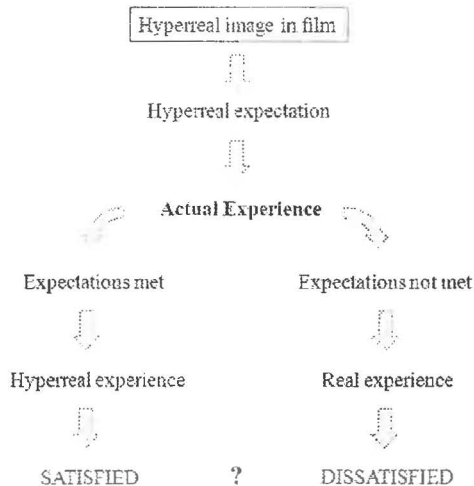 Hyperreal image in film
Hyperreal expectation
Actual Experience
Expectations met Expectations not met
Hyperreal experience Real experience
SATISFIED ? DISSATISFIED